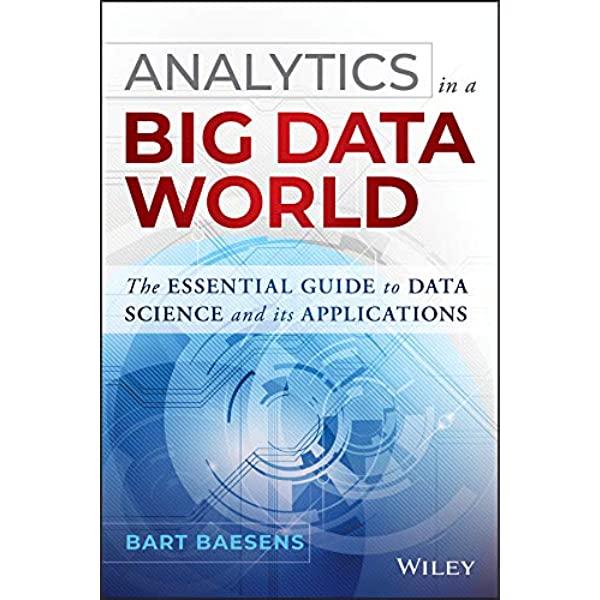 ANALYTICS in a
BIG DATA
WORLD
The ESSENTIAL GUIDE to DATA
SCIENCE and its APPLICATIONS
BART BAESENS
WILEY